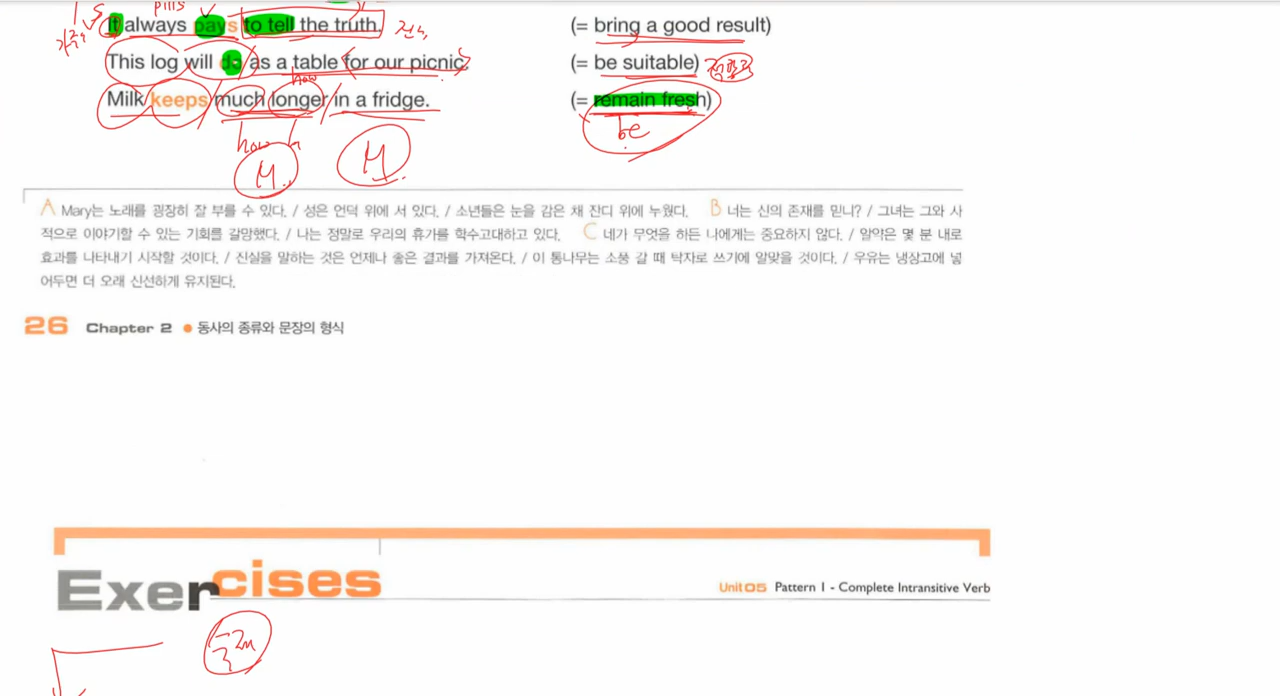 pills
It always pays to tell the truth. (= bring a good result)
This log will do as a table for our picnic (= be suitable)
how
Milk keeps much longer in a fridge. (= remain fresh)
how be
M. M
A Mary는 노래를 굉장히 잘 부를 수 있다. / 성은 언덕 위에 서 있다. / 소년들은 눈을 감은 채 잔디 위에 누웠다. B 너는 신의 존재를 믿니? / 그녀는 그와 사
적으로 이야기할 수 있는 기회를 갈망했다. / 나는 정말로 우리의 휴가를 학수고대하고 있다. C 네가 무엇을 하든 나에게는 중요하지 않다. / 알약은 몇 분 내로
효과를 나타내기 시작할 것이다. / 진실을 말하는 것은 언제나 좋은 결과를 가져온다. / 이 통나무는 소풍 갈 때 탁자로 쓰기에 알맞을 것이다. / 우유는 냉장고에 넣
어두면 더 오래 신선하게 유지된다.
26 Chapter 2 ● 동사의 종류와 문장의 형식
Exercises
Unit 05 Pattern 1 - Complete Intransitive Verb